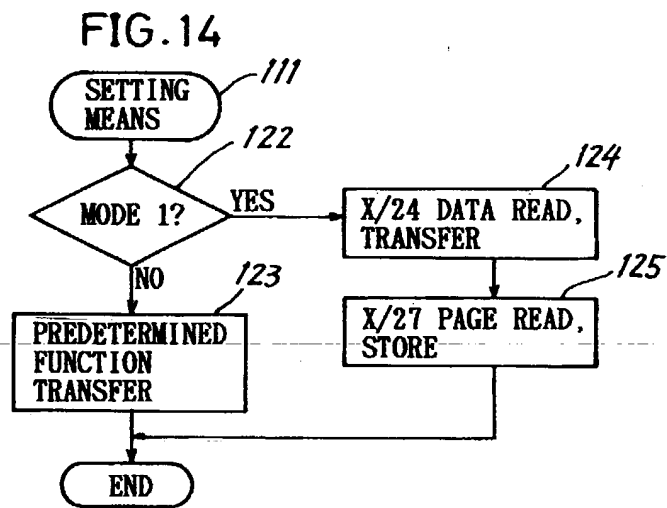 FIG.14
SETTING
MEANS
111
122
MODE 1?
YES
NO
124
X/24 DATA READ,
TRANSFER
125
X/27 PAGE READ,
STORE
123
PREDETERMINED
FUNCTION
TRANSFER
END